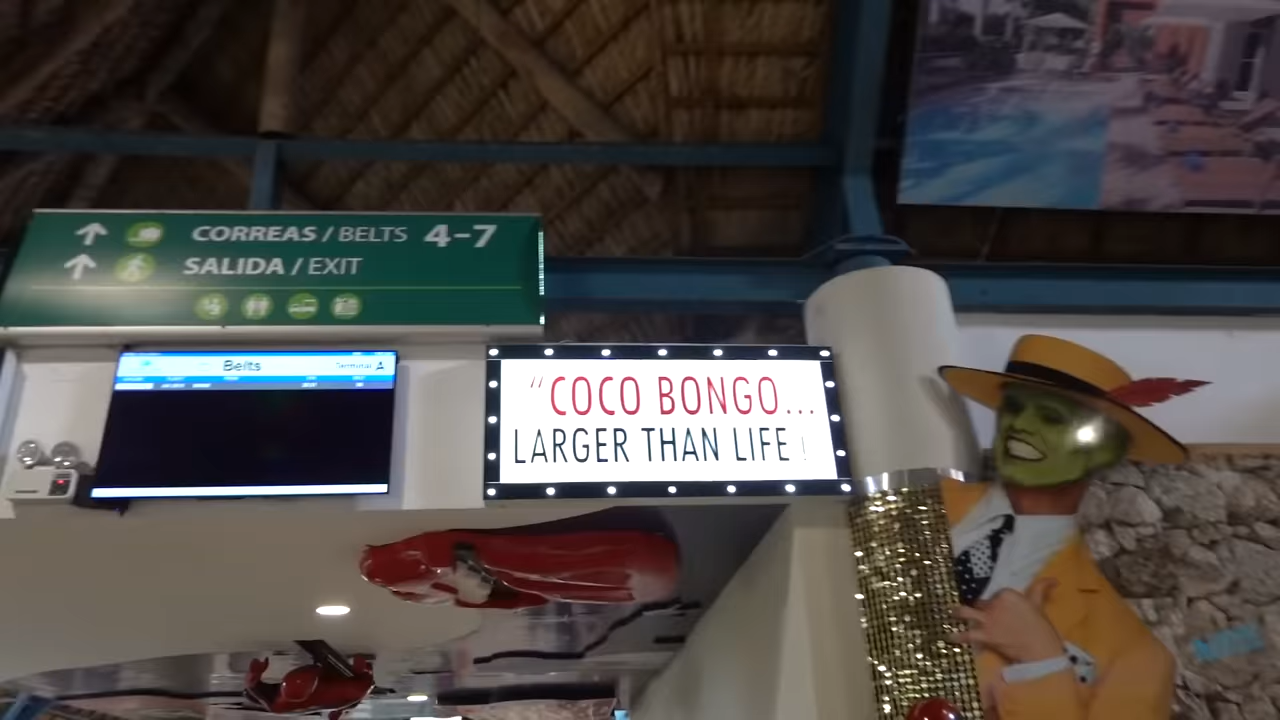 CORREAS / BELTS 4-7
SALIDA / EXIT
Belts
Terminal A
"COCO BONGO...
LARGER THAN LIFE!